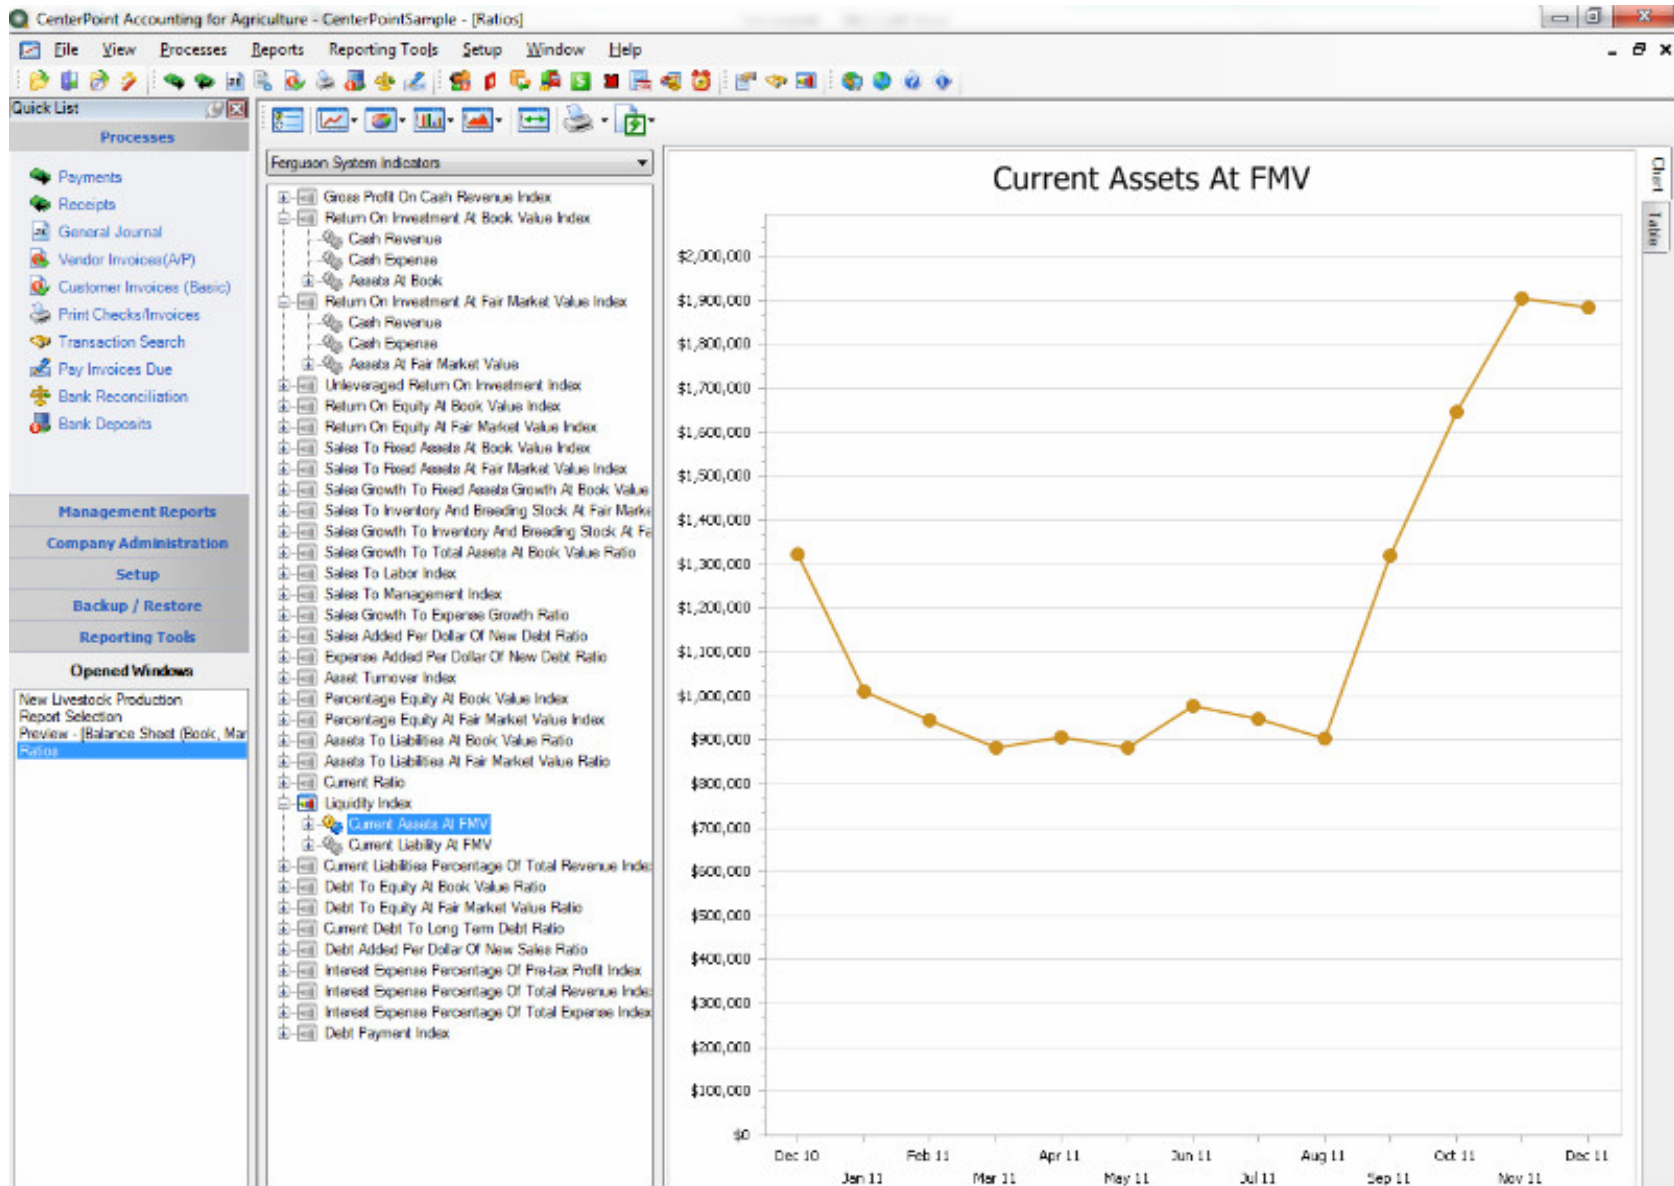 CenterPoint Accounting for Agriculture - CenterPointSample - [Ratios]
File View Processes Reports Reporting Tools Setup Window Help
Quick List
Processes
Payments
Receipts
General Journal
Vendor Invoices(A/P)
Customer Invoices (Basic)
Print Checks/Invoices
Transaction Search
Pay Invoices Due
Bank Reconciliation
Bank Deposits
Management Reports
Company Administration
Setup
Backup / Restore
Reporting Tools
Opened Windows
New Livestock Production
Report Selection
Preview - [Balance Sheet (Book, Mar
Ratios
Ferguson System Indicators
Gross Profit On Cash Revenue Index
Return On Investment At Book Value Index
Cash Revenue
Cash Expense
Assets At Book
Return On Investment At Fair Market Value Index
Cash Revenue
Cash Expense
Assets At Fair Market Value
Unleveraged Return On Investment Index
Return On Equity At Book Value Index
Return On Equity At Fair Market Value Index
Sales To Fixed Assets At Book Value Index
Sales To Fixed Assets At Fair Market Value Index
Sales Growth To Fixed Assets Growth At Book Value
Sales To Inventory And Breeding Stock At Fair Marke
Sales Growth To Inventory And Breeding Stock At Fa
Sales Growth To Total Assets At Book Value Ratio
Sales To Labor Index
Sales To Management Index
Sales Growth To Expense Growth Ratio
Sales Added Per Dollar Of New Debt Ratio
Expense Added Per Dollar Of New Debt Ratio
Asset Turnover Index
Percentage Equity At Book Value Index
Percentage Equity At Fair Market Value Index
Assets To Liabilities At Book Value Ratio
Assets To Liabilities At Fair Market Value Ratio
Current Ratio
Liquidity Index
Current Assets At FMV
Current Liability At FMV
Current Liabilities Percentage Of Total Revenue Index
Debt To Equity At Book Value Ratio
Debt To Equity At Fair Market Value Ratio
Current Debt To Long Term Debt Ratio
Debt Added Per Dollar Of New Sales Ratio
Interest Expense Percentage Of Pre-tax Profit Index
Interest Expense Percentage Of Total Revenue Index
Interest Expense Percentage Of Total Expense Index
Debt Payment Index
Current Assets At FMV
$2,000,000
$1,900,000
$1,800,000
$1,700,000
$1,600,000
$1,500,000
$1,400,000
$1,300,000
$1,200,000
$1,100,000
$1,000,000
$900,000
$800,000
$700,000
$600,000
$500,000
$400,000
$300,000
$200,000
$100,000
$0
Dec 10 Feb 11 Apr 11 Jun 11 Aug 11 Oct 11 Dec 11
Jan 11 Mar 11 May 11 Jul 11 Sep 11 Nov 11
Chart
Table